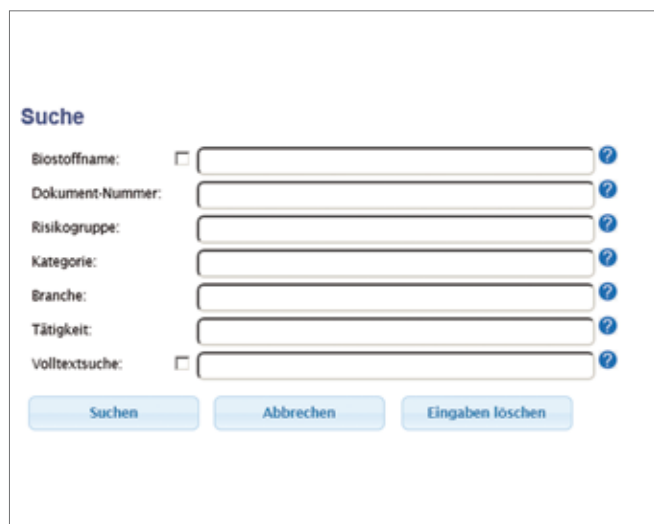 Suche
Biostoffname:
Dokument-Nummer:
Risikogruppe:
Kategorie:
Branche:
Tätigkeit:
Volltextsuche:
Suchen Abbrechen Eingaben löschen